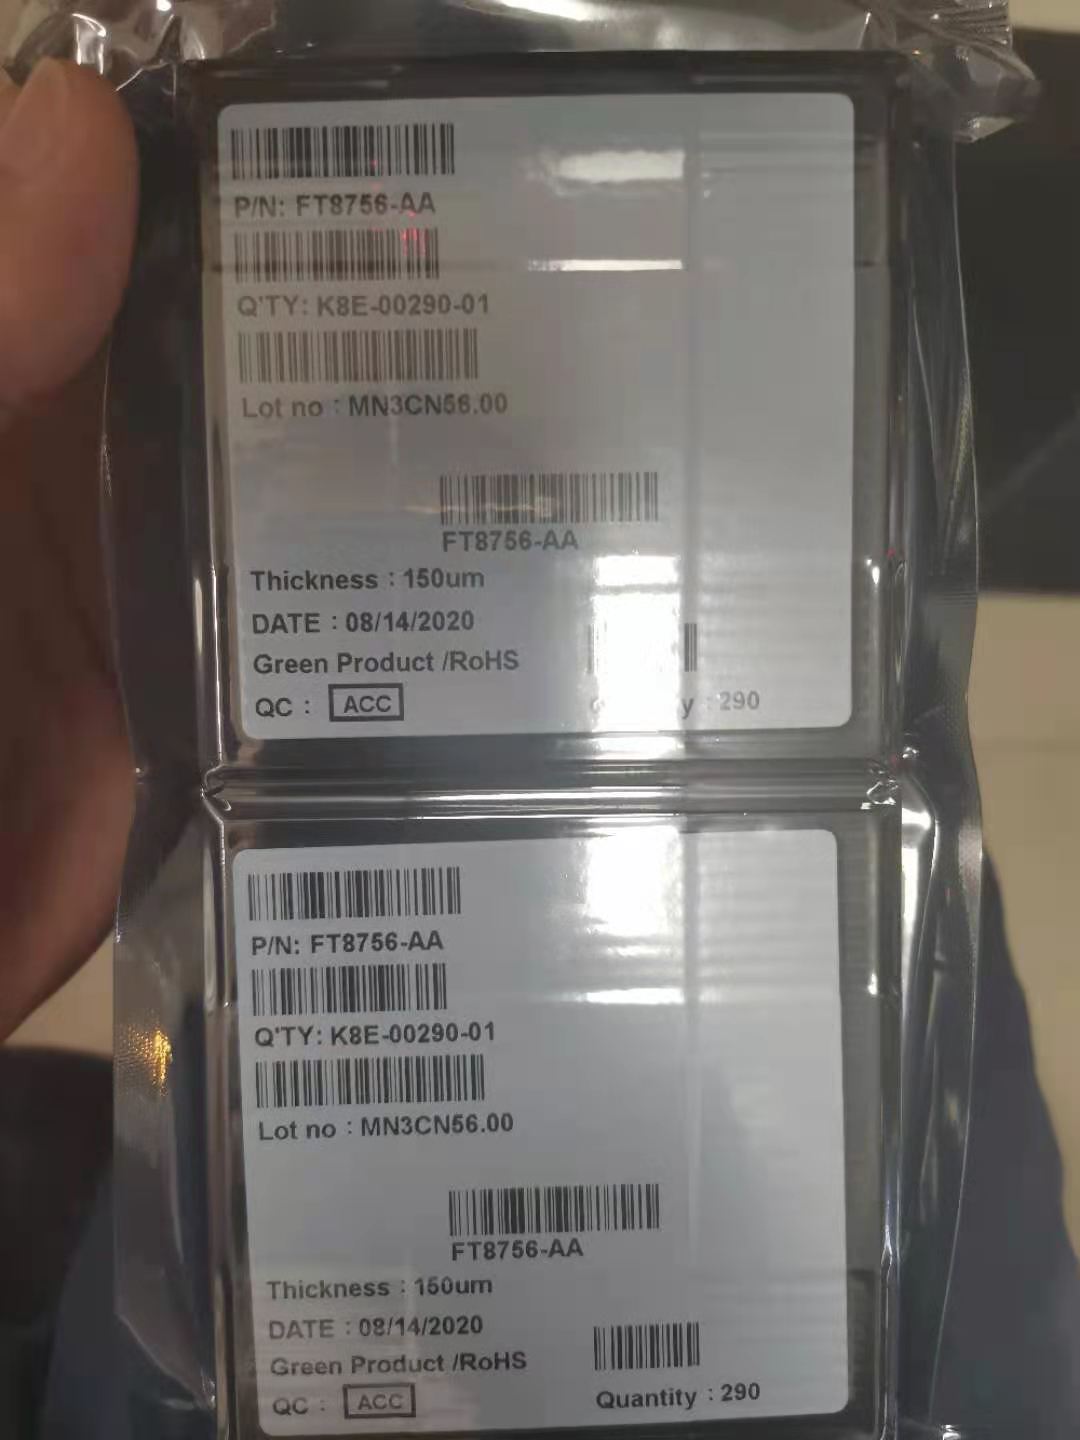 P/N: FT8756-AA
Q'TY: K8E-00290-01
Lot no : MN3CN56.00
FT8756-AA
Thickness : 150um
DATE : 08/14/2020
Green Product /RoHS
QC : ACC
: 290
P/N: FT8756-AA
Q'TY: K8E-00290-01
Lot no : MN3CN56.00
FT8756-AA
Thickness : 150um
DATE : 08/14/2020
Green Product /RoHS
QC : ACC
Quantity : 290